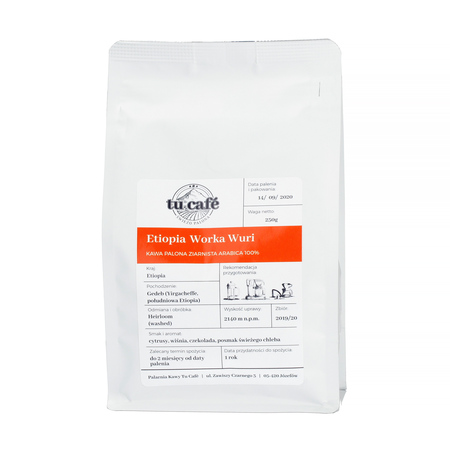 tu café
Data palenia
i pakowania:
14/ 09/ 2020
Waga netto:
250g
Etiopia Worka Wuri
KAWA PALONA ZIARNISTA ARABICA 100%
Kraj:
Etiopia
Rekomendacja
przygotowania
Pochodzenie:
Gedeb (Yirgacheffe,
południowa Etiopia)
Odmiana i obróbka:
Heirloom
(washed)
Wysokość uprawy:
2140 m n.p.m.
Zbiór:
2019/20
Smak i aromat:
cytrusy, wiśnia, czekolada, posmak świeżego chleba
Zalecany termin spożycia
do 2 miesięcy od daty
palenia
Data przydatności do spożycia
1 rok
Palarnia Kawy Tu Café | ul. Zawiszy Czarnego 5 | 05-420 Józefów